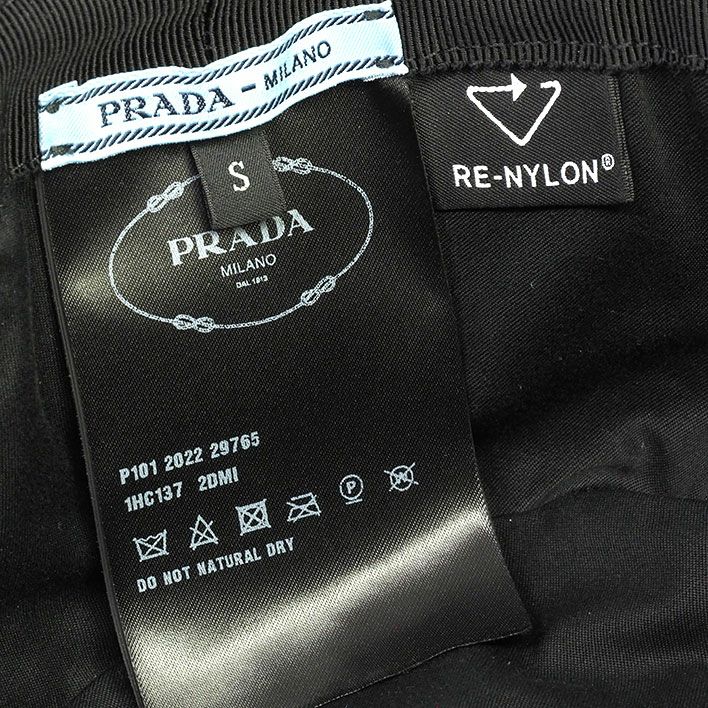 PRADA - MILANO
S
RE-NYLON®
PRADA
MILANO
DAL 1913
P101 2022 29765
1HC137 2DMI
P
W
DO NOT NATURAL DRY